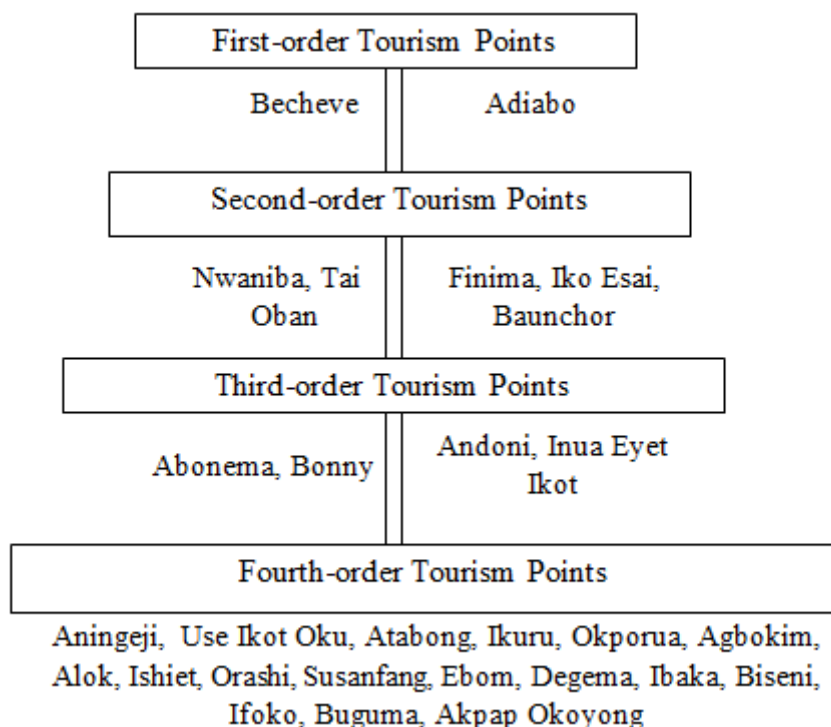 First-order Tourism Points
Becheve
Adiabo
Second-order Tourism Points
Nwaniba, Tai
Oban
Finima, Iko Esai,
Baunchor
Third-order Tourism Points
Abonema, Bonny
Andoni, Inua Eyet
Ikot
Fourth-order Tourism Points
Aningeji, Use Ikot Oku, Atabong, Ikuru, Okporua, Agbokim,
Alok, Ishiet, Orashi, Susanfang, Ebom, Degema, Ibaka, Biseni,
Ifoko, Buguma, Akpap Okoyong